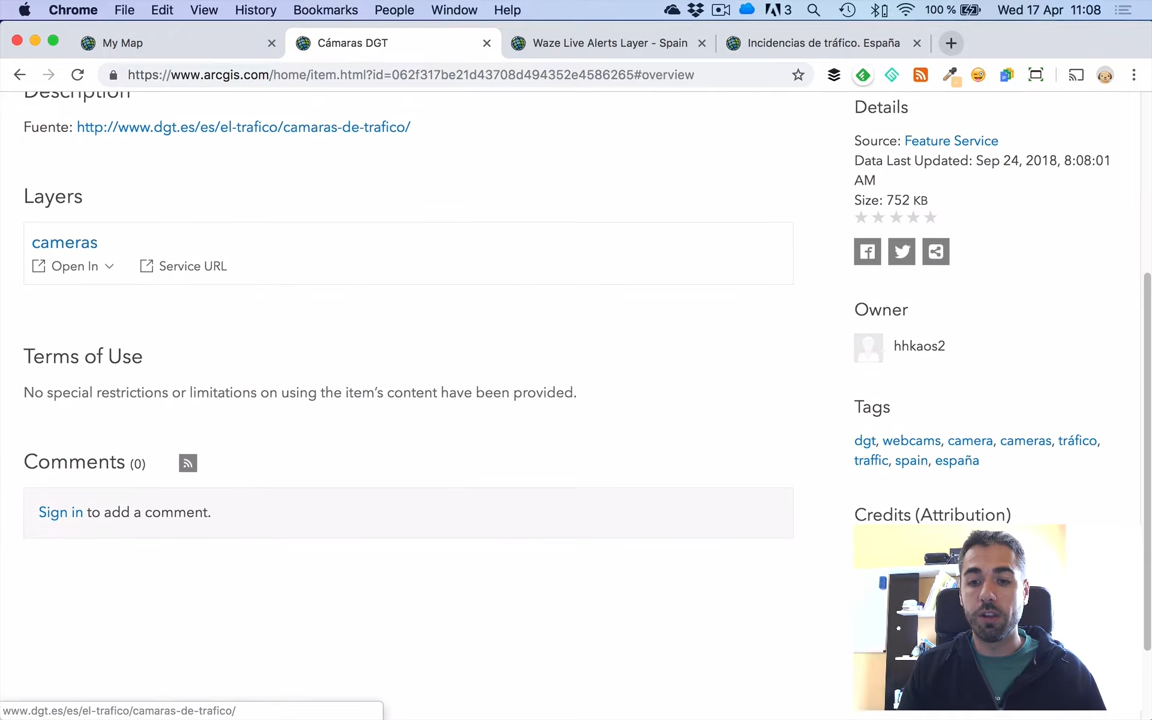 Chrome File Edit View History Bookmarks People Window Help 3 100 % Wed 17 Apr 11:08
My Map Cámaras DGT Waze Live Alerts Layer - Spain Incidencias de tráfico. España
https://www.arcgis.com/home/item.html?id=062f317be21d43708d494352e4586265#overview
Description
Fuente: http://www.dgt.es/es/el-trafico/camaras-de-trafico/
Layers
cameras
Open In Service URL
Terms of Use
No special restrictions or limitations on using the item's content have been provided.
Comments (0)
Sign in to add a comment.
Details
Source: Feature Service
Data Last Updated: Sep 24, 2018, 8:08:01
AM
Size: 752 KB
Owner
hhkaos2
Tags
dgt, webcams, camera, cameras, tráfico,
traffic, spain, españa
Credits (Attribution)
www.dgt.es/es/el-trafico/camaras-de-trafico/